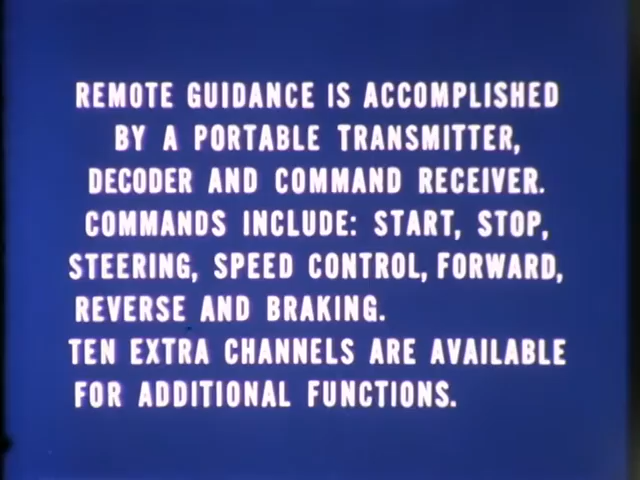 REMOTE GUIDANCE IS ACCOMPLISHED
BY A PORTABLE TRANSMITTER,
DECODER AND COMMAND RECEIVER.
COMMANDS INCLUDE: START, STOP,
STEERING, SPEED CONTROL, FORWARD,
REVERSE AND BRAKING.
TEN EXTRA CHANNELS ARE AVAILABLE
FOR ADDITIONAL FUNCTIONS.